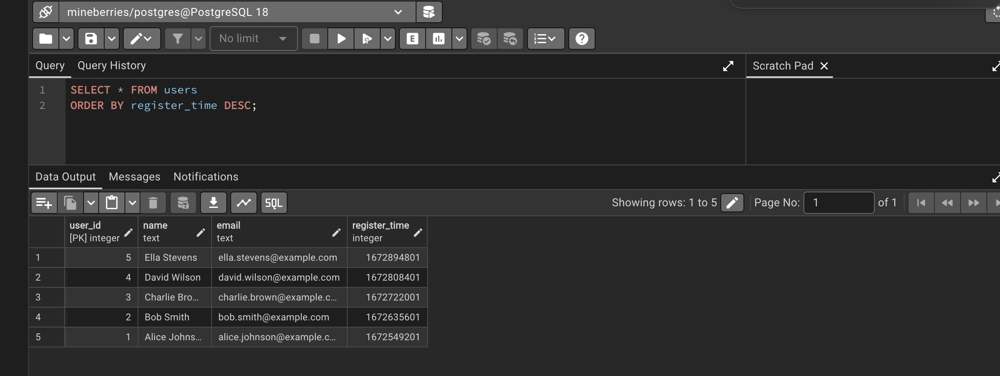 mineberries/postgres@PostgreSQL 18
No limit
E
Query Query History
Scratch Pad
1 SELECT * FROM users
2 ORDER BY register_time DESC;
Data Output Messages Notifications
SQL Showing rows: 1 to 5 Page No: 1 of 1
user_id name email register_time
[PK] integer text text integer
1 5 Ella Stevens ella.stevens@example.com 1672894801
2 4 David Wilson david.wilson@example.com 1672808401
3 3 Charlie Bro... charlie.brown@example.c... 1672722001
4 2 Bob Smith bob.smith@example.com 1672635601
5 1 Alice Johns... alice.johnson@example.c... 1672549201